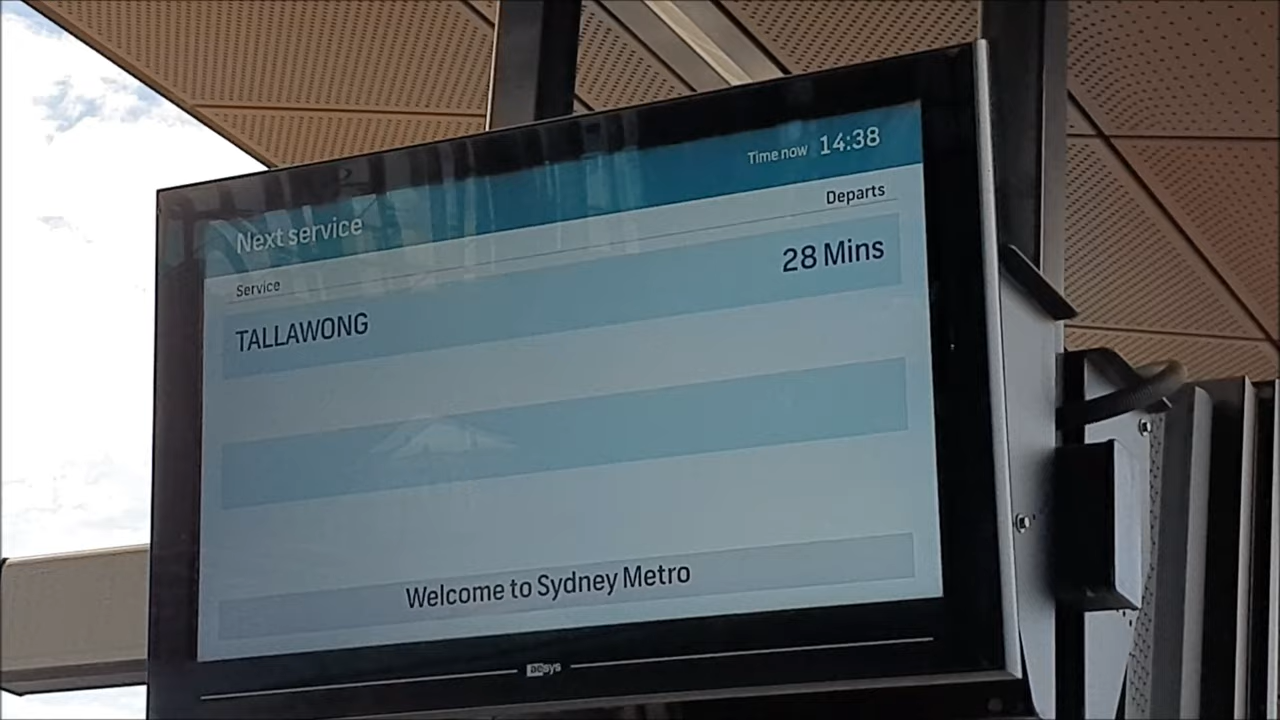 Time now 14:38
Next service
Departs
Service
28 Mins
TALLAWONG
Welcome to Sydney Metro